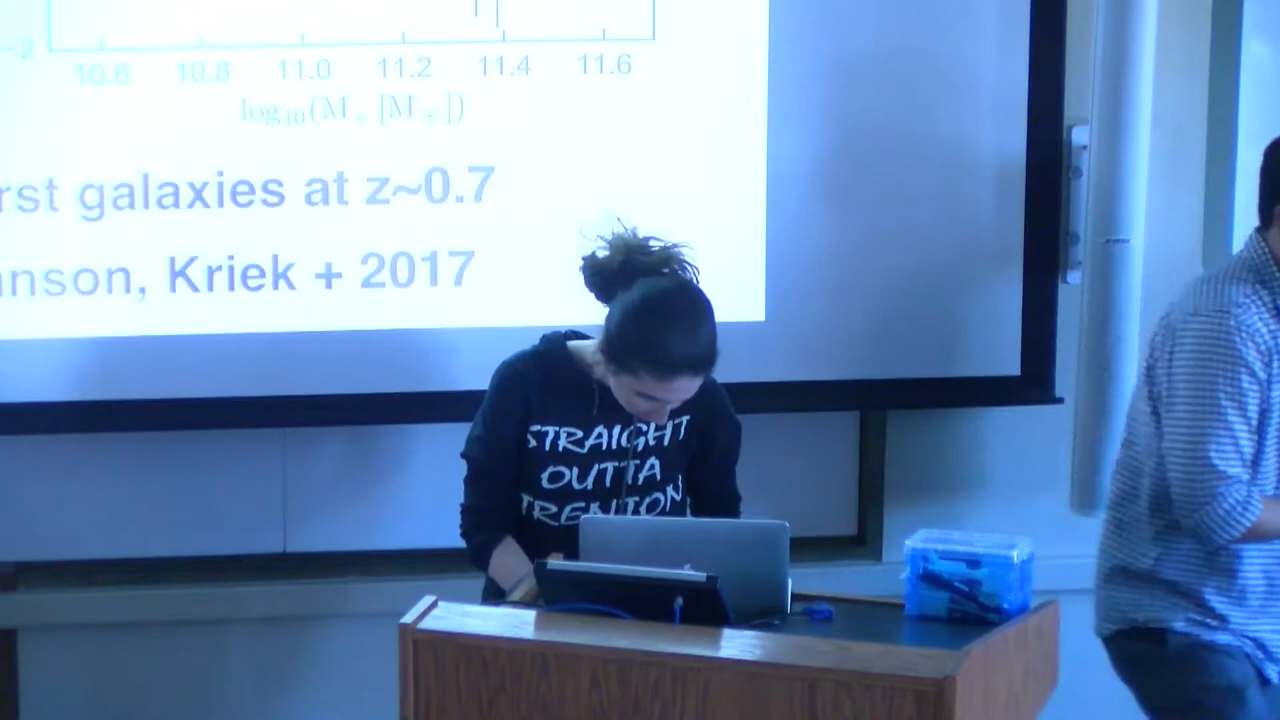 -2
10.6 10.8 11.0 11.2 11.4 11.6
log10(M* [M☉])
rst galaxies at z~0.7
anson, Kriek + 2017
STRAIGHT
OUTTA
TRENTON